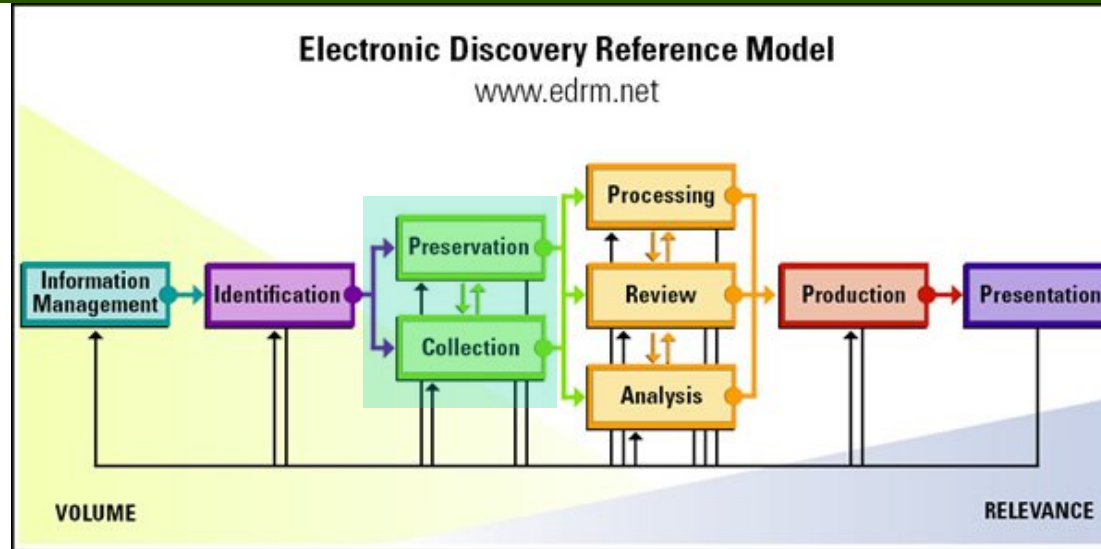 Electronic Discovery Reference Model
www.edrm.net
Information
Management
Identification
Preservation
Collection
Processing
Review
Analysis
Production
Presentation
VOLUME
RELEVANCE